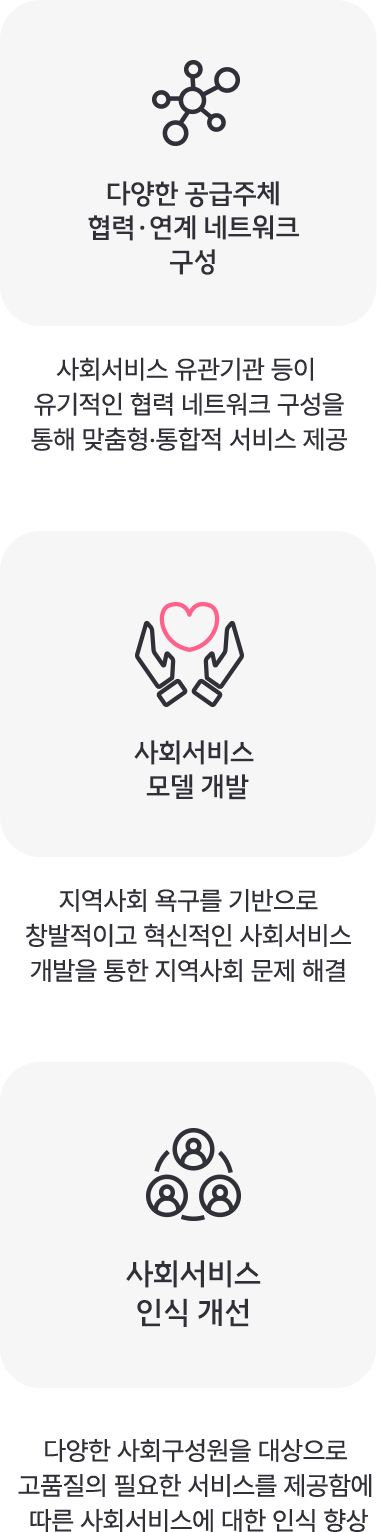 다양한 공급주체
협력·연계 네트워크
구성
사회서비스 유관기관 등이
유기적인 협력 네트워크 구성을
통해 맞춤형·통합적 서비스 제공
사회서비스
모델 개발
지역사회 욕구를 기반으로
창발적이고 혁신적인 사회서비스
개발을 통한 지역사회 문제 해결
사회서비스
인식 개선
다양한 사회구성원을 대상으로
고품질의 필요한 서비스를 제공함에
따른 사회서비스에 대한 인식 향상